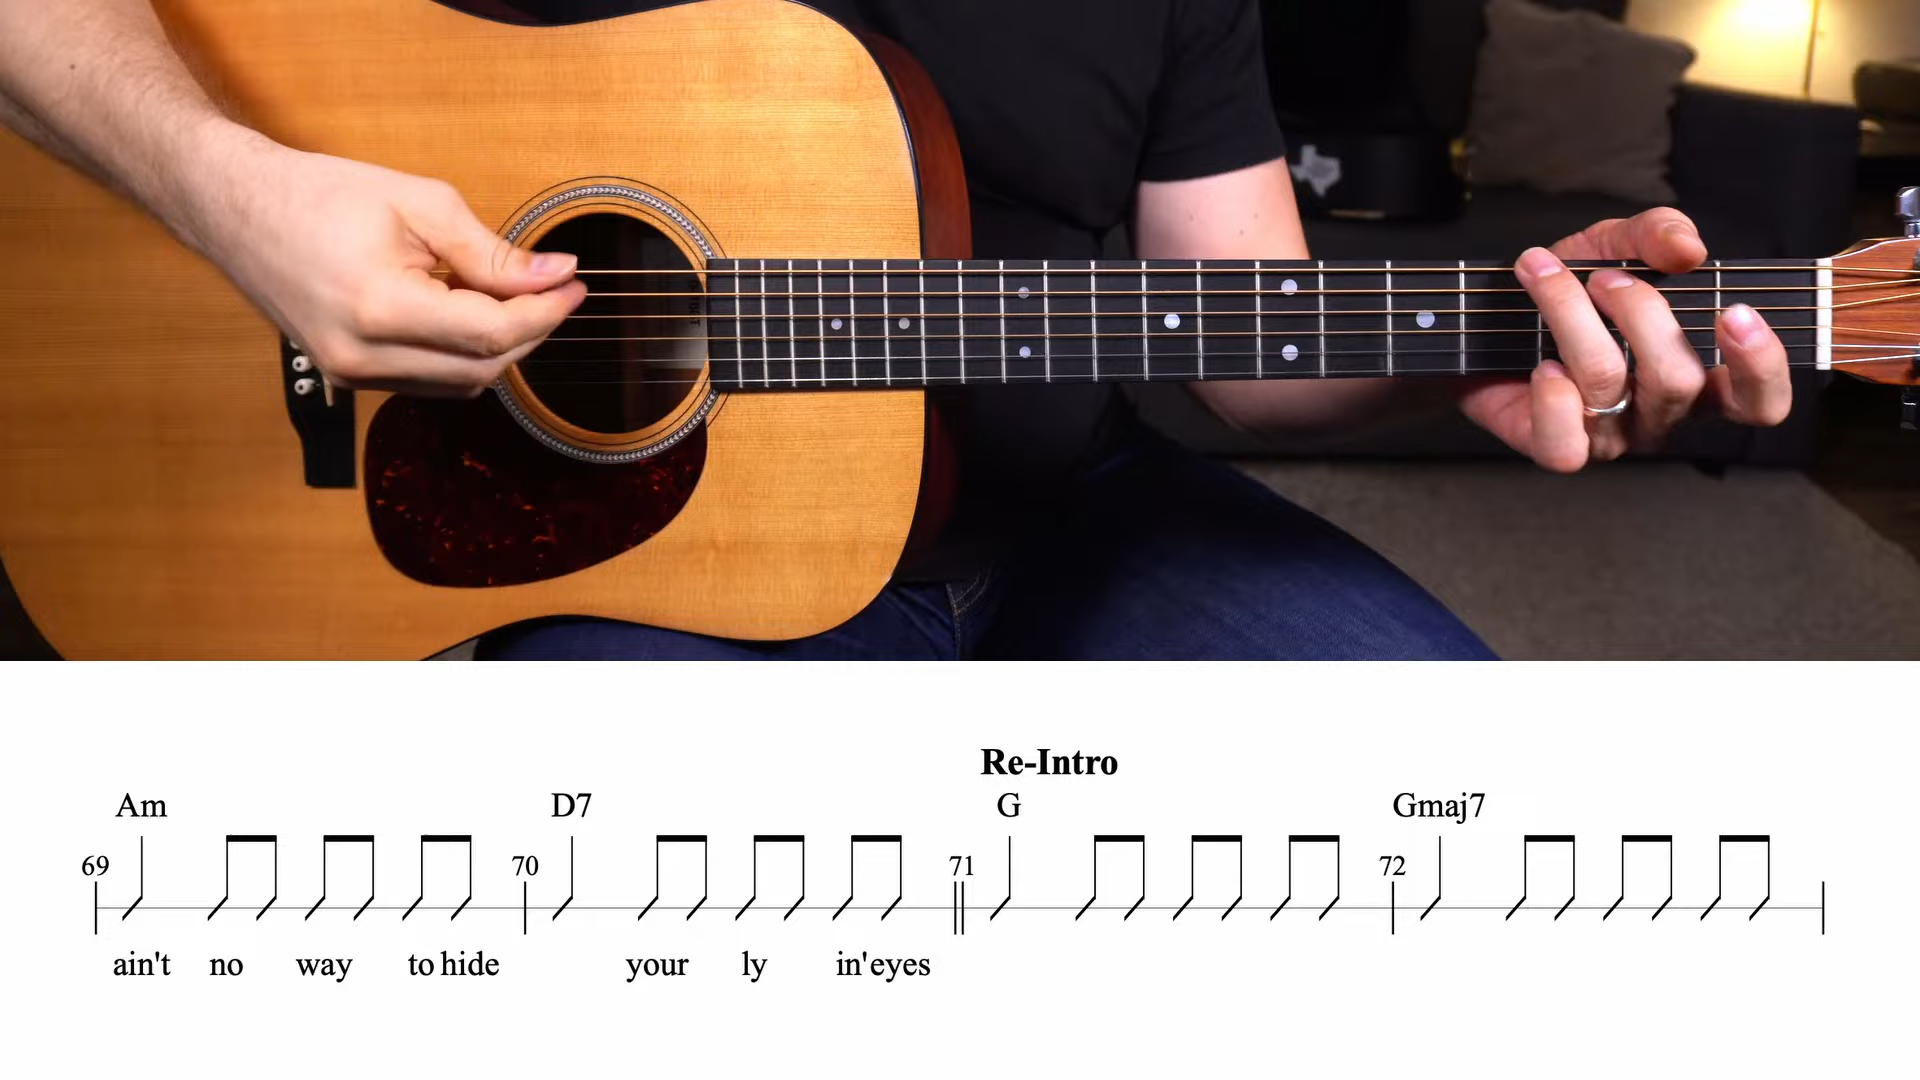 Re-Intro
Am D7 G Gmaj7
69 70 71 72
ain't no way to hide your ly in' eyes